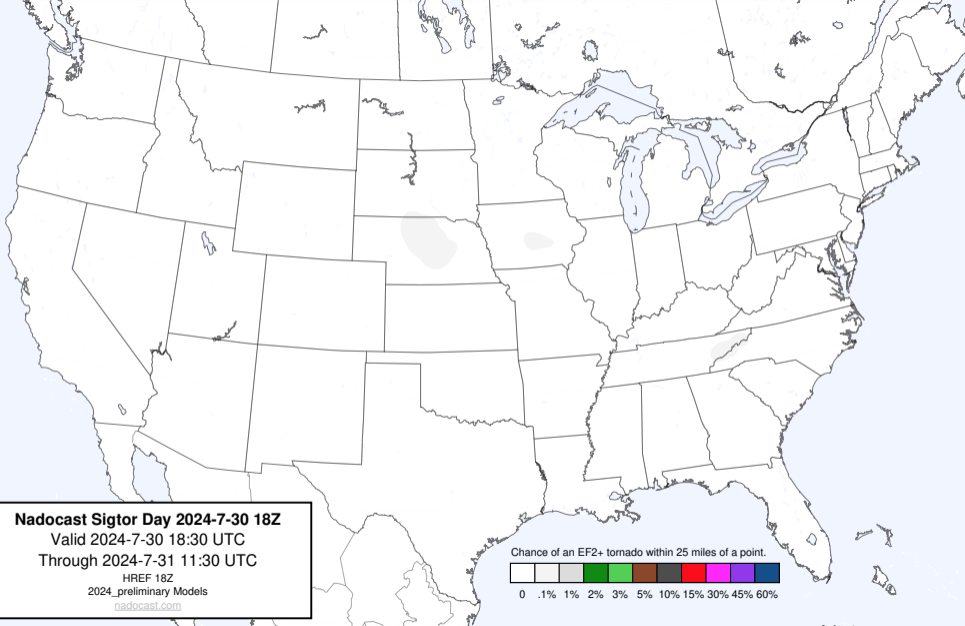 Nadocast Sigtor Day 2024-7-30 18Z
Valid 2024-7-30 18:30 UTC
Through 2024-7-31 11:30 UTC
HREF 18Z
2024_preliminary Models
nadocast.com
Chance of an EF2+ tornado within 25 miles of a point.
0 .1% 1% 2% 3% 5% 10% 15% 30% 45% 60%